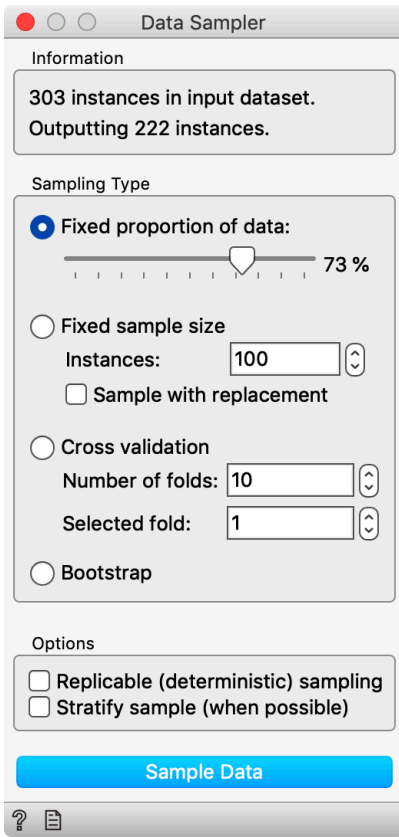 Data Sampler
Information
303 instances in input dataset.
Outputting 222 instances.
Sampling Type
Fixed proportion of data:
73 %
Fixed sample size
Instances: 100
Sample with replacement
Cross validation
Number of folds: 10
Selected fold: 1
Bootstrap
Options
Replicable (deterministic) sampling
Stratify sample (when possible)
Sample Data
?